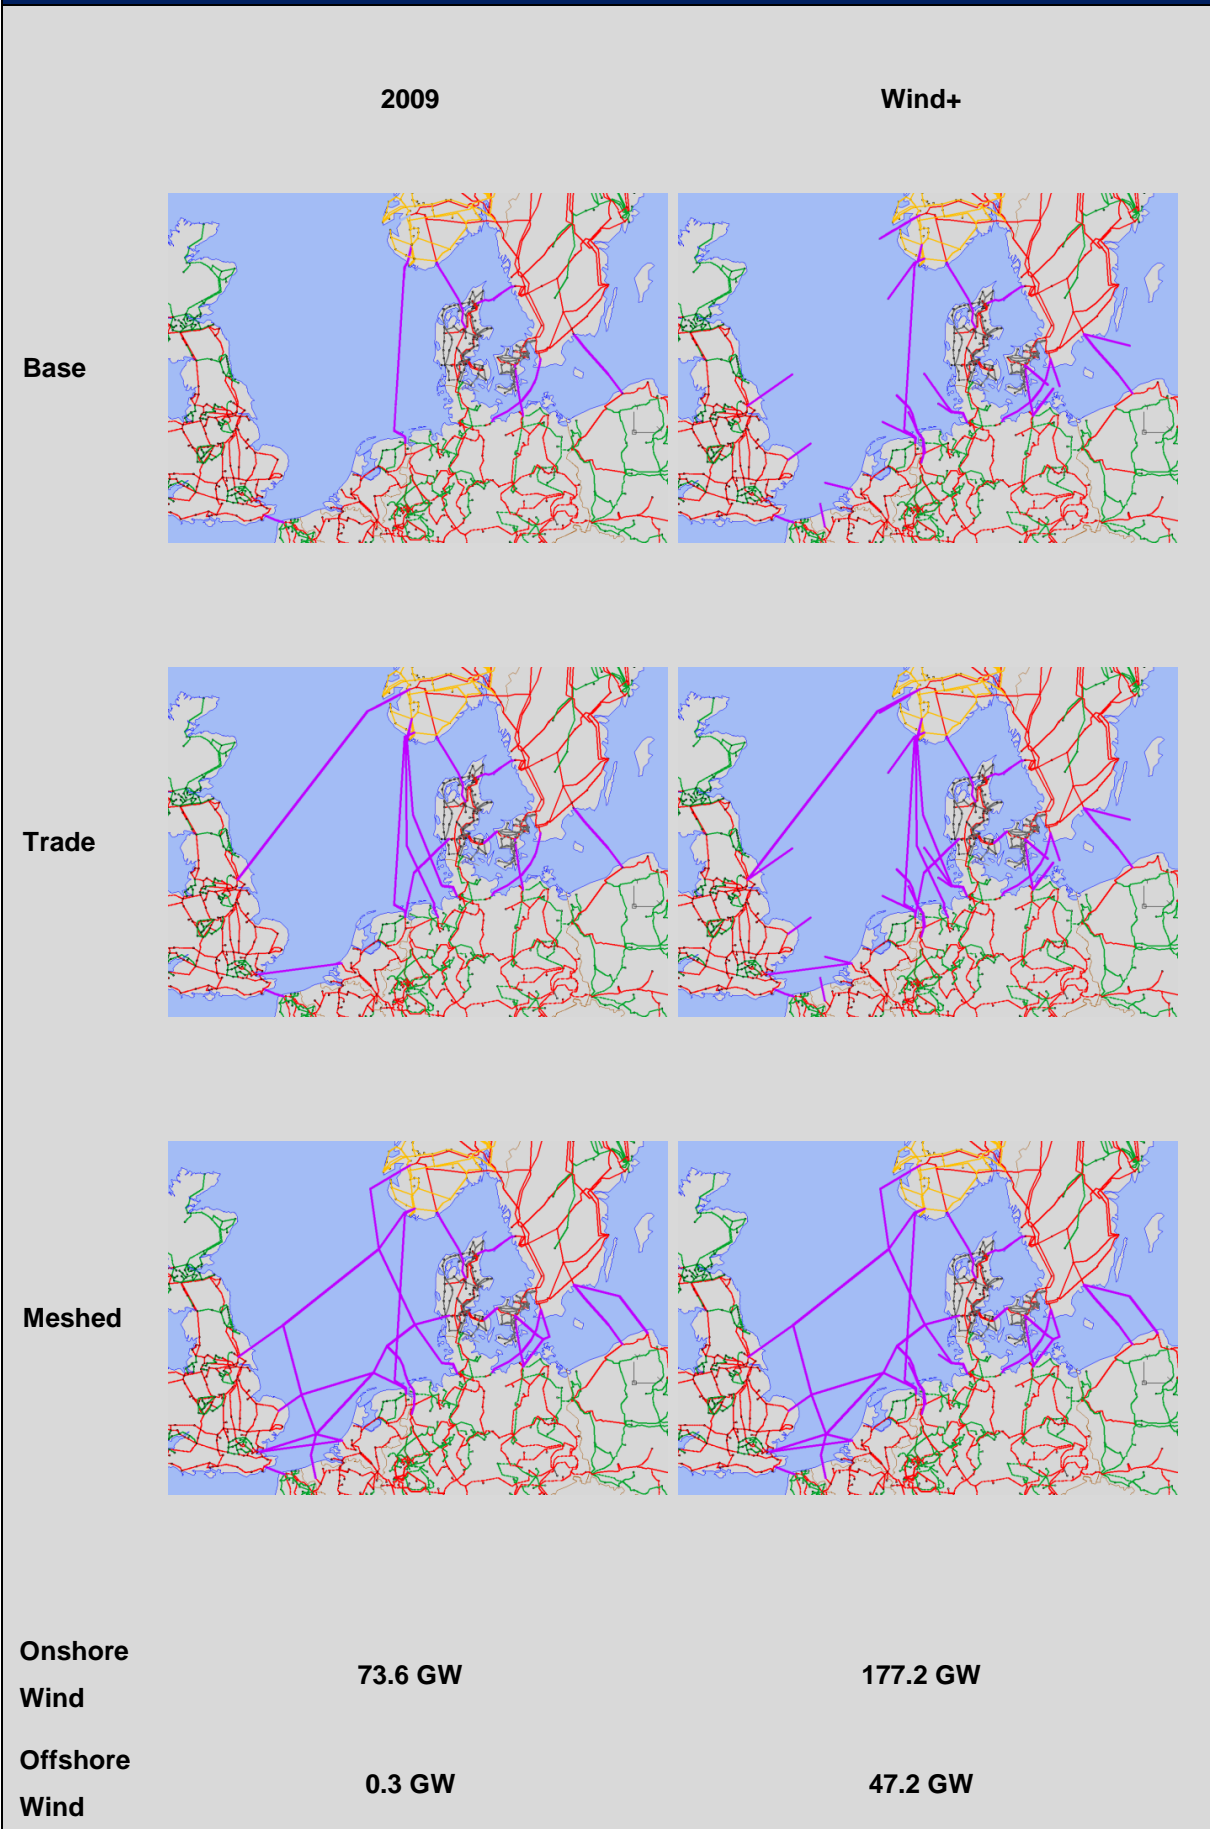 2009
Wind+
Base
Trade
Meshed
Onshore
Wind
73.6 GW
177.2 GW
Offshore
Wind
0.3 GW
47.2 GW